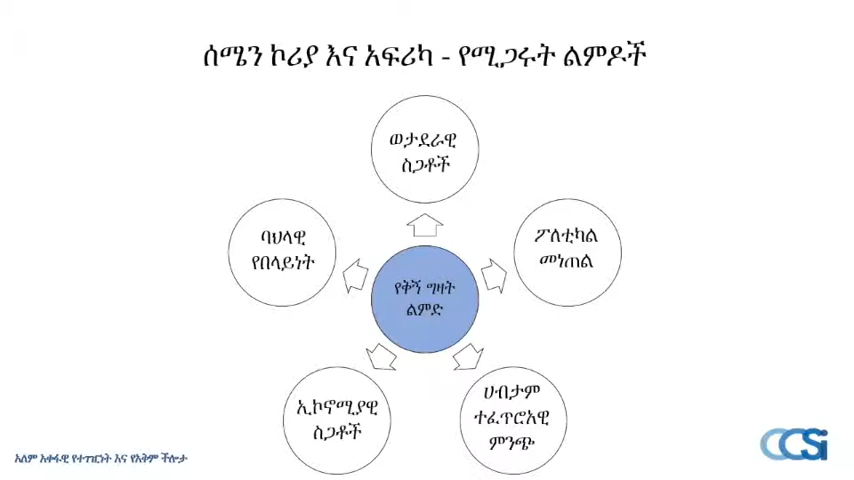 ሰሜን ኮሪያ እና አፍሪካ - የሚጋሩት ልምዶች
ወታደራዊ
ስጋቶች
ባህላዊ
የበላይነት
ፖለቲካል
መነጠል
የቅኝ ግዛት
ልምድ
ኢኮኖሚያዊ
ስጋቶች
ሀብታም
ተፈጥሮአዊ
ምንጭ
አለም አቀፋዊ የተግባርነት እና የአቅም ችሎታ
CCSi